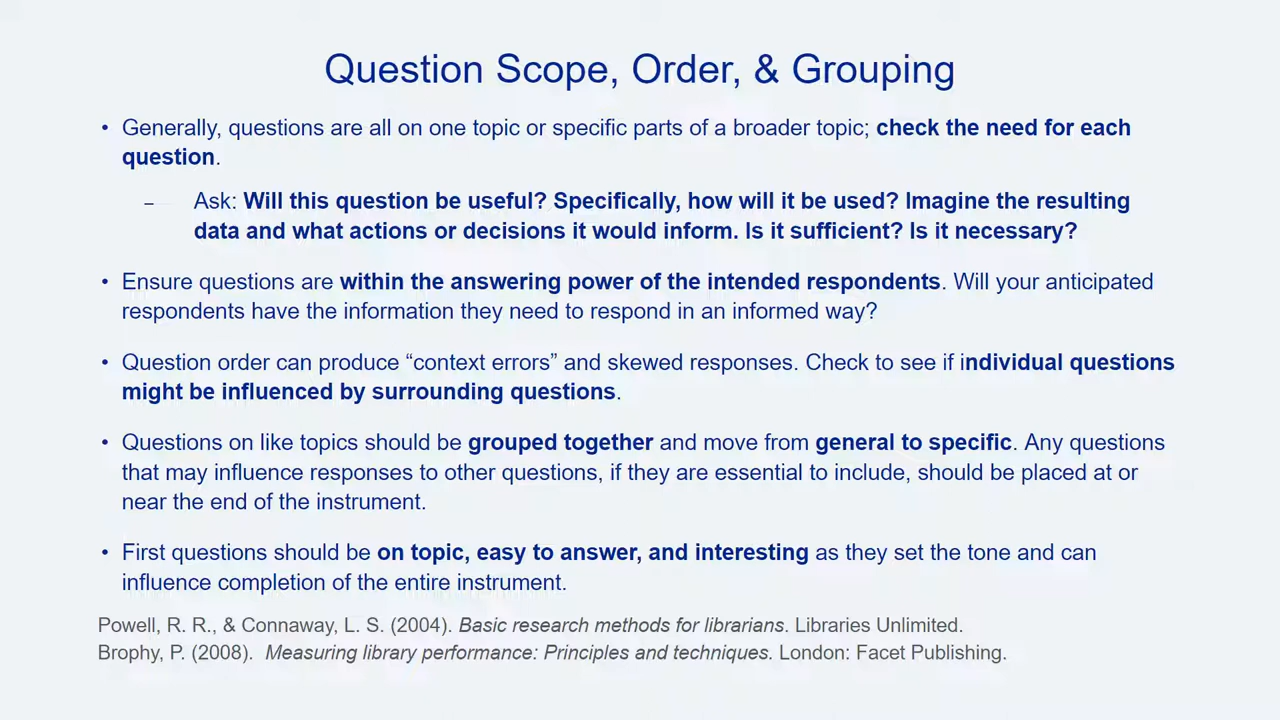 Question Scope, Order, & Grouping
• Generally, questions are all on one topic or specific parts of a broader topic; check the need for each
question.
– Ask: Will this question be useful? Specifically, how will it be used? Imagine the resulting
data and what actions or decisions it would inform. Is it sufficient? Is it necessary?
• Ensure questions are within the answering power of the intended respondents. Will your anticipated
respondents have the information they need to respond in an informed way?
• Question order can produce “context errors” and skewed responses. Check to see if individual questions
might be influenced by surrounding questions.
• Questions on like topics should be grouped together and move from general to specific. Any questions
that may influence responses to other questions, if they are essential to include, should be placed at or
near the end of the instrument.
• First questions should be on topic, easy to answer, and interesting as they set the tone and can
influence completion of the entire instrument.
Powell, R. R., & Connaway, L. S. (2004). Basic research methods for librarians. Libraries Unlimited.
Brophy, P. (2008). Measuring library performance: Principles and techniques. London: Facet Publishing.